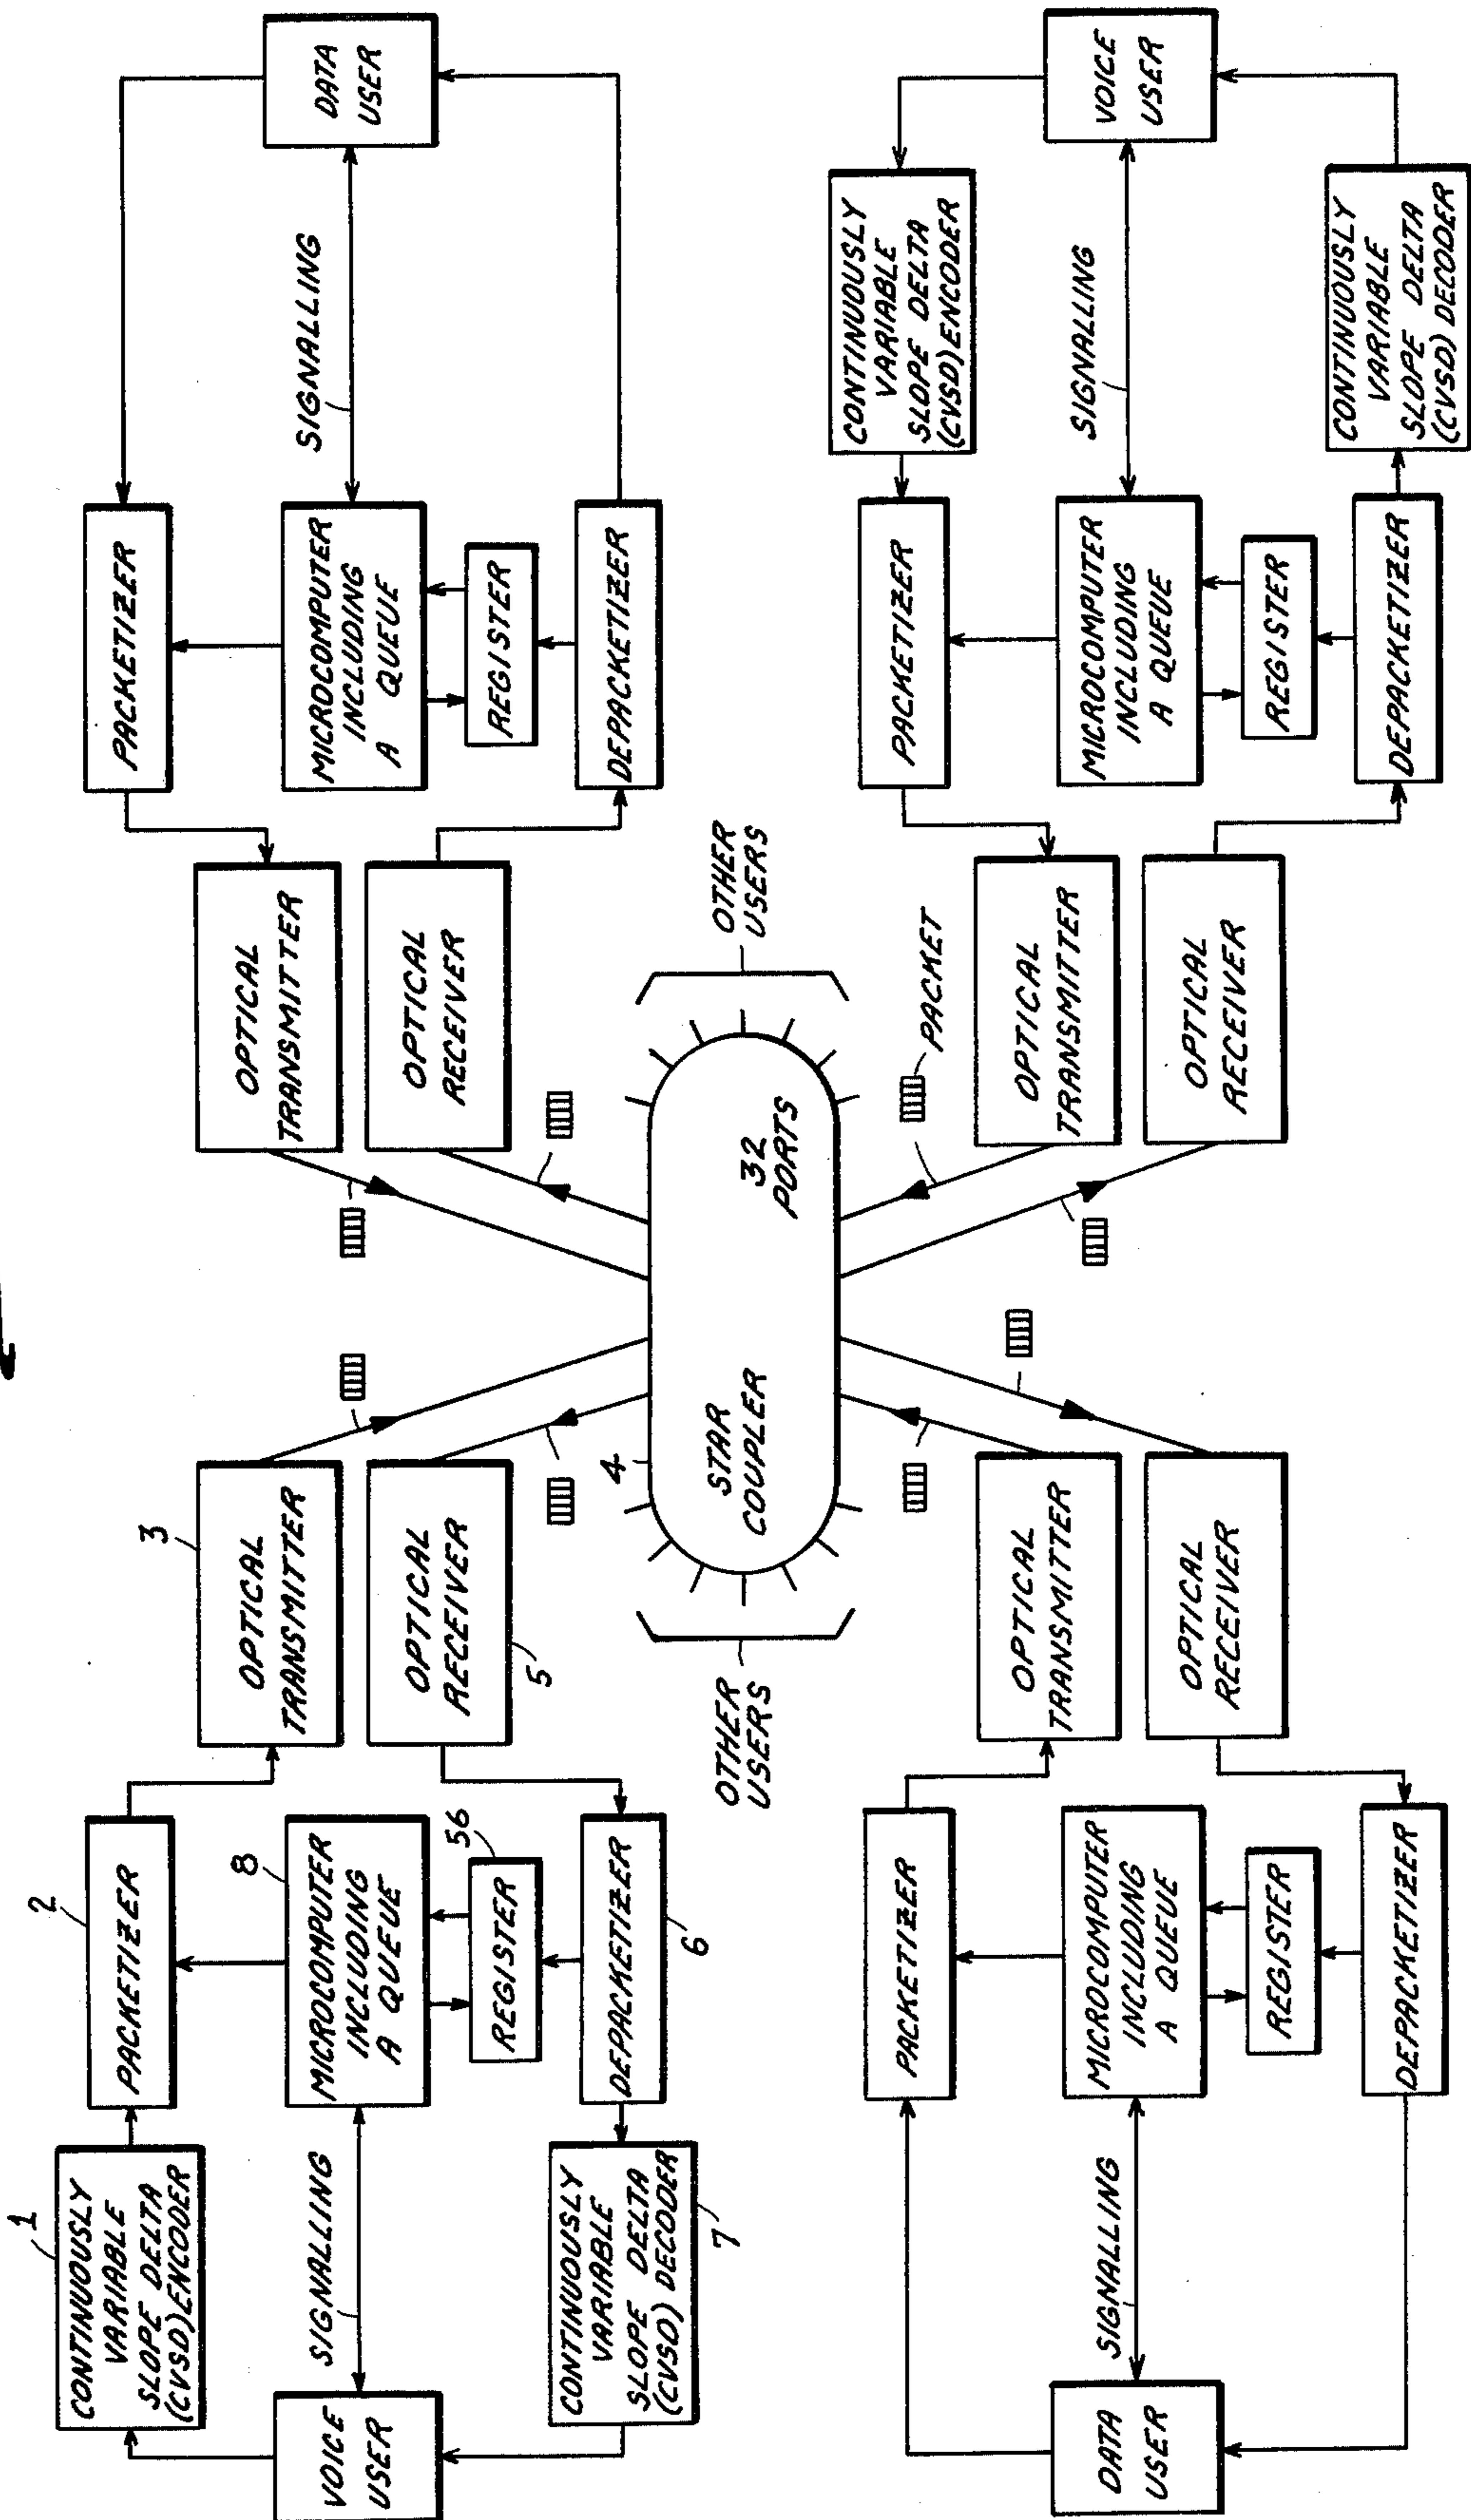 1
CONTINUOUSLY
VARIABLE
SLOPE DELTA
(CVSD) ENCODER
2
PACKETIZER
3
OPTICAL
TRANSMITTER
VOICE
USER
SIGNALLING
8
MICROCOMPUTER
INCLUDING
A QUEUE
56
REGISTER
OPTICAL
RECEIVER
5
CONTINUOUSLY
VARIABLE
SLOPE DELTA
(CVSD) DECODER
7
DEPACKETIZER
6
OPTICAL
TRANSMITTER
PACKETIZER
OPTICAL
RECEIVER
MICROCOMPUTER
INCLUDING
A QUEUE
SIGNALLING
DATA
USER
REGISTER
DEPACKETIZER
OTHER
USERS
4
STAR
COUPLER
32
PORTS
OTHER
USERS
DATA
USER
SIGNALLING
PACKETIZER
MICROCOMPUTER
INCLUDING
A QUEUE
REGISTER
DEPACKETIZER
OPTICAL
TRANSMITTER
OPTICAL
RECEIVER
PACKET
OPTICAL
TRANSMITTER
OPTICAL
RECEIVER
PACKETIZER
CONTINUOUSLY
VARIABLE
SLOPE DELTA
(CVSD) ENCODER
MICROCOMPUTER
INCLUDING
A QUEUE
SIGNALLING
VOICE
USER
REGISTER
DEPACKETIZER
CONTINUOUSLY
VARIABLE
SLOPE DELTA
(CVSD) DECODER